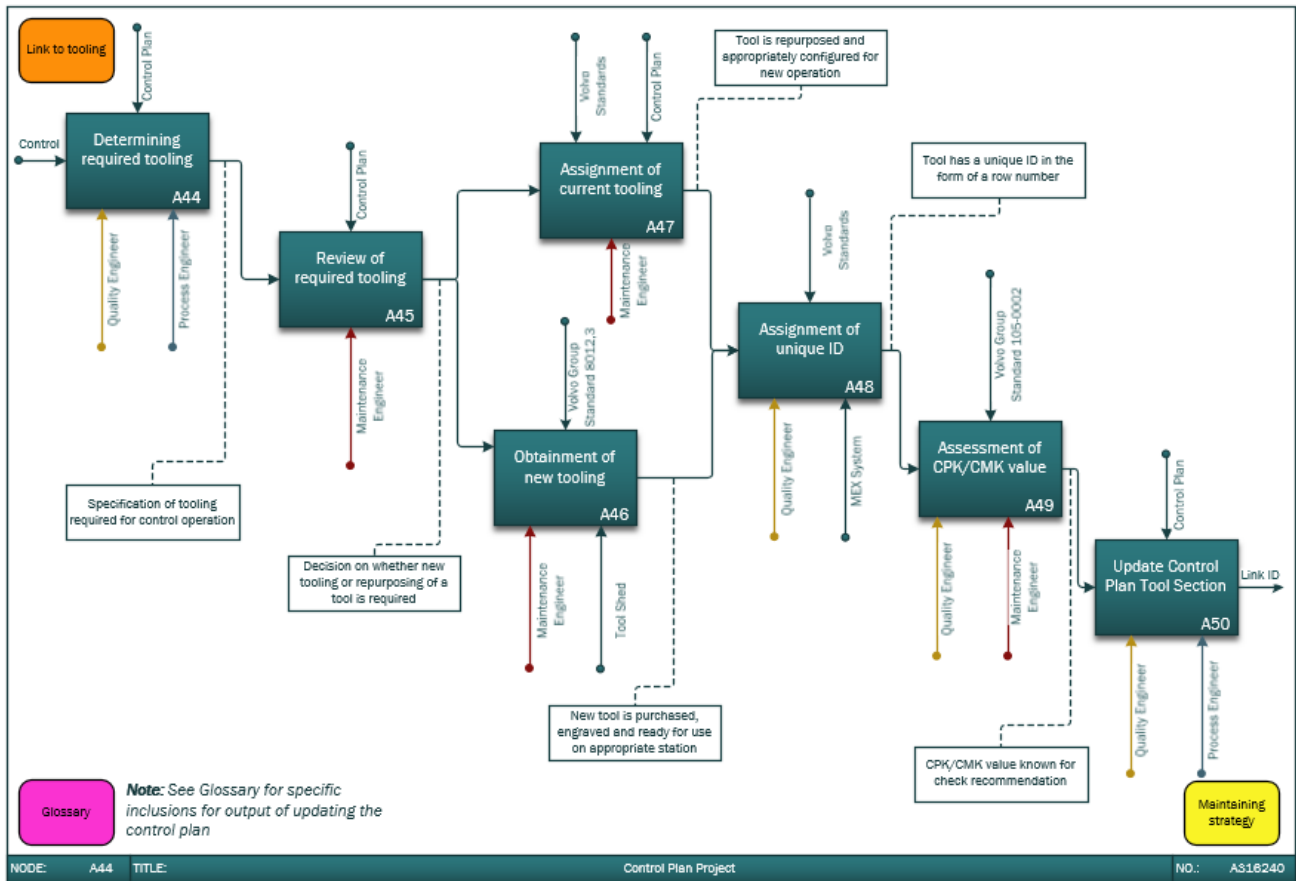 Link to tooling
Control Plan
Control
Determining
required tooling
A44
Quality Engineer
Process Engineer
Specification of tooling
required for control operation
Control Plan
Review of
required tooling
A45
Maintenance
Engineer
Decision on whether new
tooling or repurposing of a
tool is required
Volvo
Standards
Control Plan
Tool is repurposed and
appropriately configured for
new operation
Assignment of
current tooling
A47
Maintenance
Engineer
Volvo Group
Standard 8012,3
Obtainment of
new tooling
A46
Maintenance
Engineer
Tool Shed
New tool is purchased,
engraved and ready for use
on appropriate station
Volvo
Standards
Tool has a unique ID in the
form of a row number
Assignment of
unique ID
A48
Quality Engineer
MEX System
Volvo Group
Standard 105-0002
Assessment of
CPK/CMK value
A49
Quality Engineer
Maintenance
Engineer
CPK/CMK value known for
check recommendation
Control Plan
Update Control
Plan Tool Section
A50
Link ID
Quality Engineer
Process Engineer
Glossary
Note: See Glossary for specific
inclusions for output of updating the
control plan
Maintaining
strategy
NODE: A44 TITLE: Control Plan Project NO.: AS16240